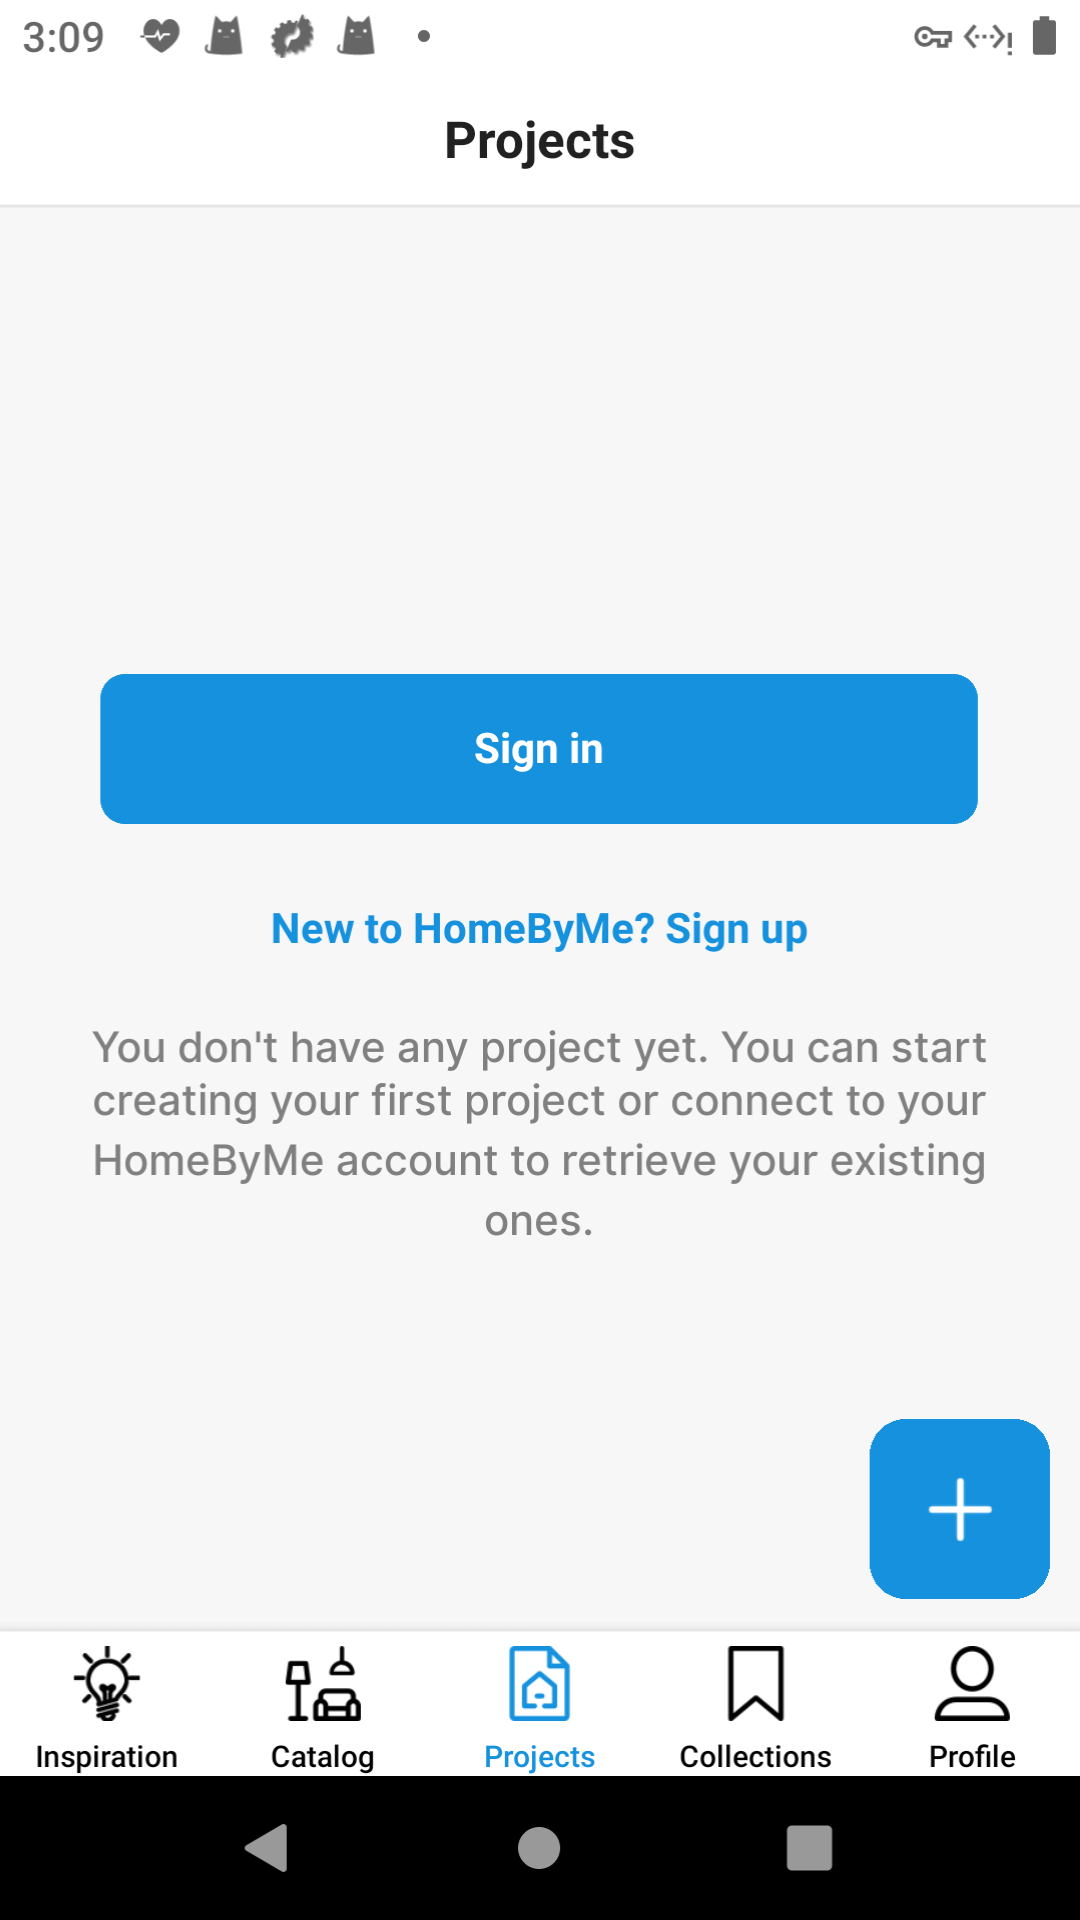 3:09
Projects
Sign in
New to HomeByMe? Sign up
You don't have any project yet. You can start
creating your first project or connect to your
HomeByMe account to retrieve your existing
ones.
Inspiration
Catalog
Projects
Collections
Profile